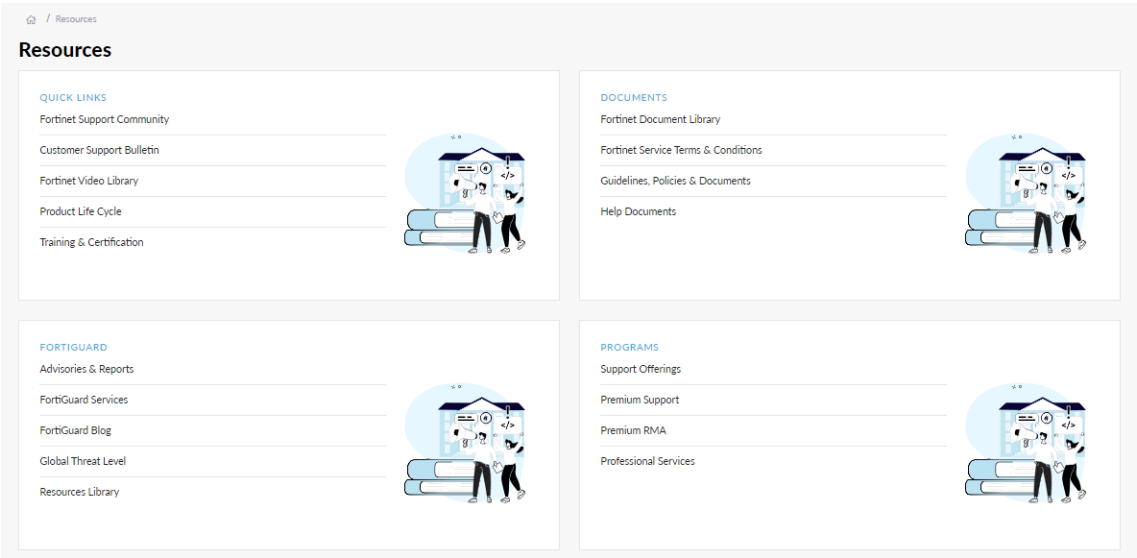 / Resources
Resources
QUICK LINKS
Fortinet Support Community
Customer Support Bulletin
Fortinet Video Library
Product Life Cycle
Training & Certification
DOCUMENTS
Fortinet Document Library
Fortinet Service Terms & Conditions
Guidelines, Policies & Documents
Help Documents
FORTIGUARD
Advisories & Reports
FortiGuard Services
FortiGuard Blog
Global Threat Level
Resources Library
PROGRAMS
Support Offerings
Premium Support
Premium RMA
Professional Services